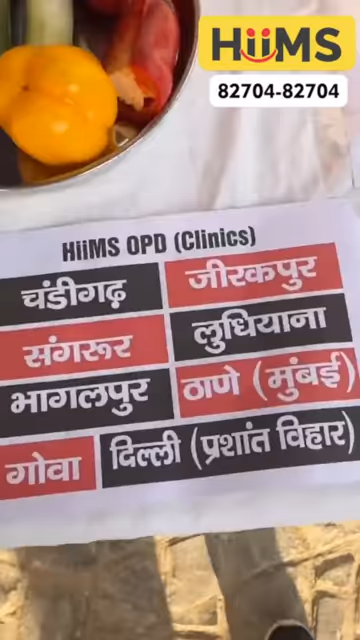 HiiMS
82704-82704
HiiMS OPD (Clinics)
चंडीगढ़ जीरकपुर
संगरूर लुधियाना
भागलपुर ठाणे (मुंबई)
गोवा दिल्ली (प्रशांत विहार)